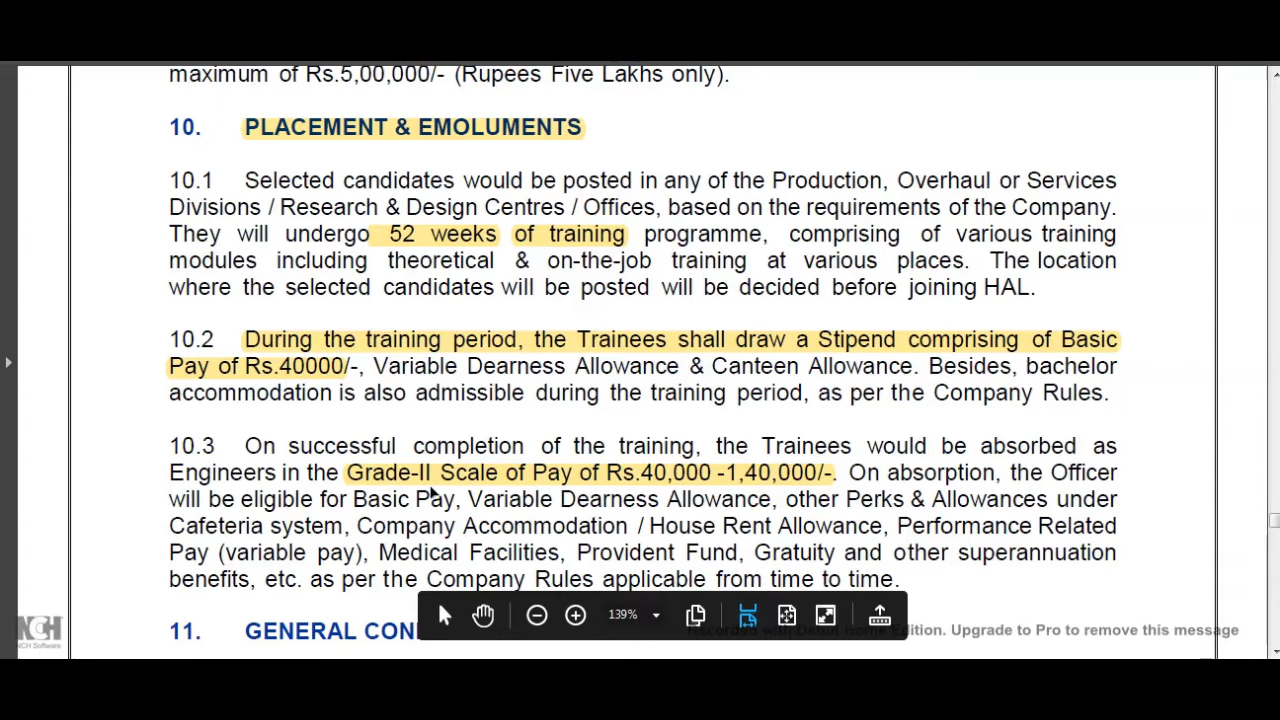 maximum of Rs.5,00,000/- (Rupees Five Lakhs only).
10. PLACEMENT & EMOLUMENTS
10.1 Selected candidates would be posted in any of the Production, Overhaul or Services
Divisions / Research & Design Centres / Offices, based on the requirements of the Company.
They will undergo 52 weeks of training programme, comprising of various training
modules including theoretical & on-the-job training at various places. The location
where the selected candidates will be posted will be decided before joining HAL.
10.2 During the training period, the Trainees shall draw a Stipend comprising of Basic
Pay of Rs.40000/-, Variable Dearness Allowance & Canteen Allowance. Besides, bachelor
accommodation is also admissible during the training period, as per the Company Rules.
10.3 On successful completion of the training, the Trainees would be absorbed as
Engineers in the Grade-II Scale of Pay of Rs.40,000 -1,40,000/-. On absorption, the Officer
will be eligible for Basic Pay, Variable Dearness Allowance, other Perks & Allowances under
Cafeteria system, Company Accommodation / House Rent Allowance, Performance Related
Pay (variable pay), Medical Facilities, Provident Fund, Gratuity and other superannuation
benefits, etc. as per the Company Rules applicable from time to time.
139%
11. GENERAL CON
NCH
NCH Software
Edition. Upgrade to Pro to remove this message